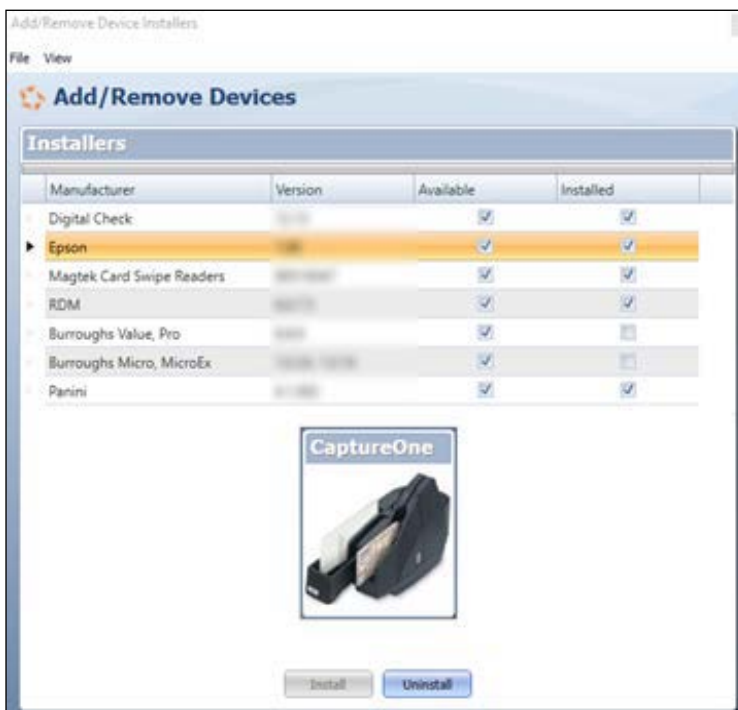 Add/Remove Device Installers
File View
Add/Remove Devices
Installers
Manufacturer Version Available Installed
Digital Check
Epson
Magtek Card Swipe Readers
RDM
Burroughs Value, Pro
Burroughs Micro, MicroEx
Panini
CaptureOne
Install Uninstall